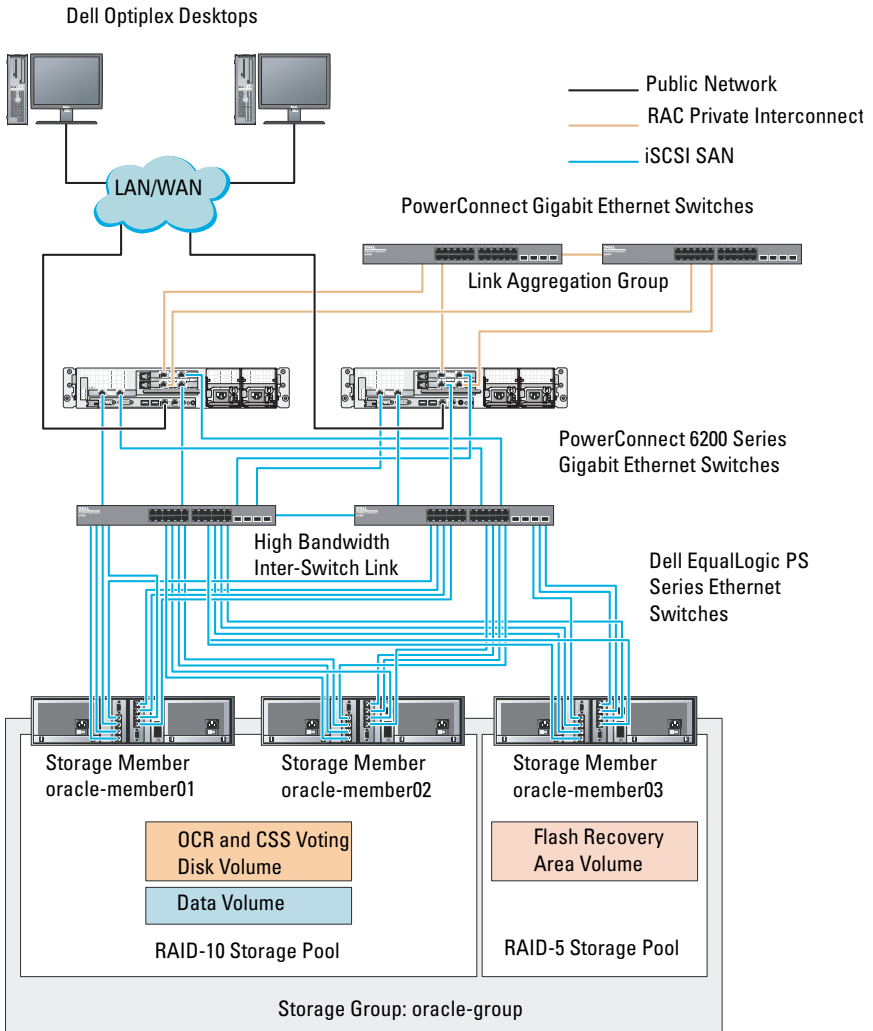 Dell Optiplex Desktops
Public Network
RAC Private Interconnect
iSCSI SAN
LAN/WAN
PowerConnect Gigabit Ethernet Switches
Link Aggregation Group
PowerConnect 6200 Series
Gigabit Ethernet Switches
High Bandwidth
Inter-Switch Link
Dell EqualLogic PS
Series Ethernet
Switches
Storage Member
oracle-member01
Storage Member
oracle-member02
Storage Member
oracle-member03
OCR and CSS Voting
Disk Volume
Data Volume
Flash Recovery
Area Volume
RAID-10 Storage Pool
RAID-5 Storage Pool
Storage Group: oracle-group